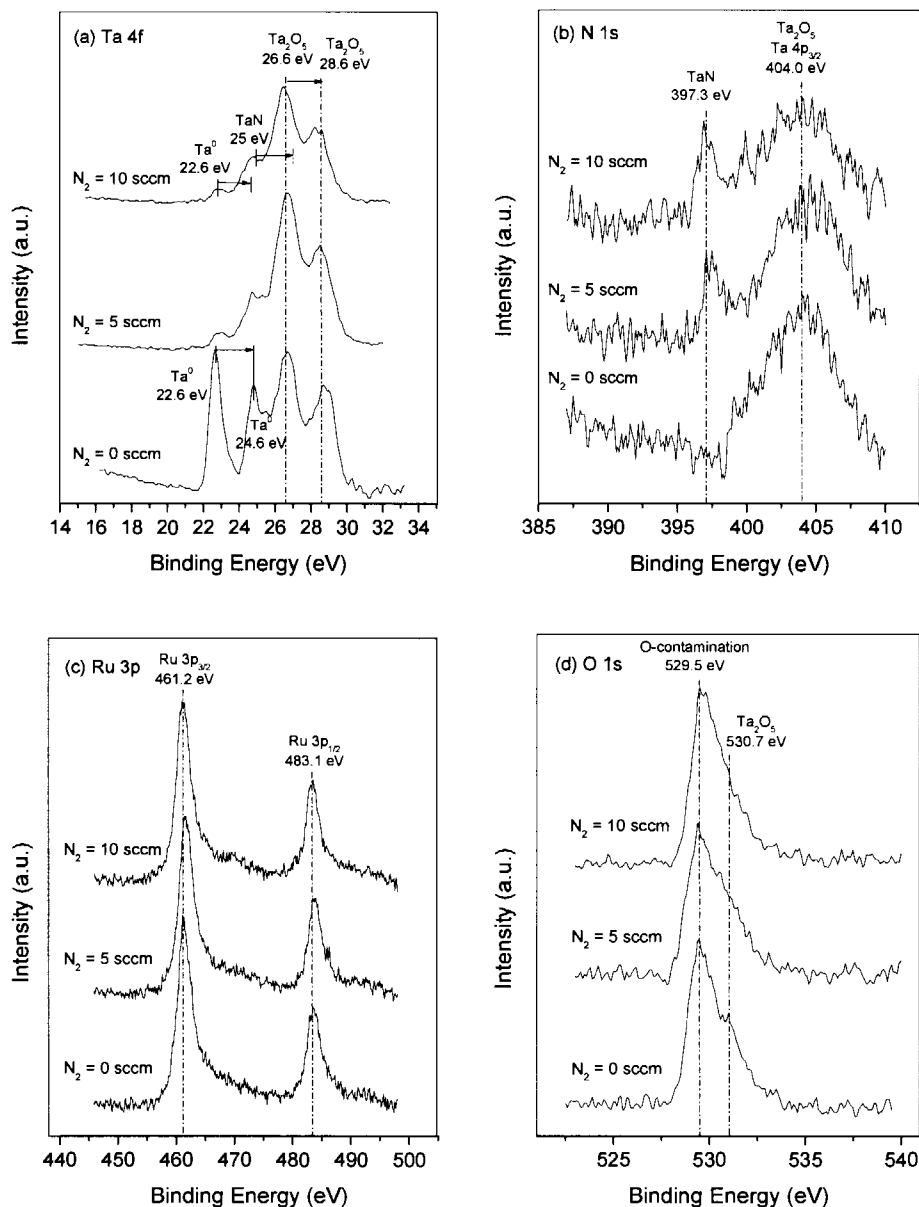 (a) Ta 4f
Ta₂O₅
26.6 eV
Ta₂O₅
28.6 eV
TaN
25 eV
Ta⁰
22.6 eV
N₂ = 10 sccm
N₂ = 5 sccm
Ta⁰
22.6 eV
Ta⁰
24.6 eV
N₂ = 0 sccm
Intensity (a.u.)
14 16 18 20 22 24 26 28 30 32 34
Binding Energy (eV)
(b) N 1s
Ta₂O₅
Ta 4p₃/₂
404.0 eV
TaN
397.3 eV
N₂ = 10 sccm
N₂ = 5 sccm
N₂ = 0 sccm
Intensity (a.u.)
385 390 395 400 405 410
Binding Energy (eV)
(c) Ru 3p
Ru 3p₃/₂
461.2 eV
Ru 3p₁/₂
483.1 eV
N₂ = 10 sccm
N₂ = 5 sccm
N₂ = 0 sccm
Intensity (a.u.)
440 450 460 470 480 490 500
Binding Energy (eV)
(d) O 1s
O-contamination
529.5 eV
Ta₂O₅
530.7 eV
N₂ = 10 sccm
N₂ = 5 sccm
N₂ = 0 sccm
Intensity (a.u.)
525 530 535 540
Binding Energy (eV)